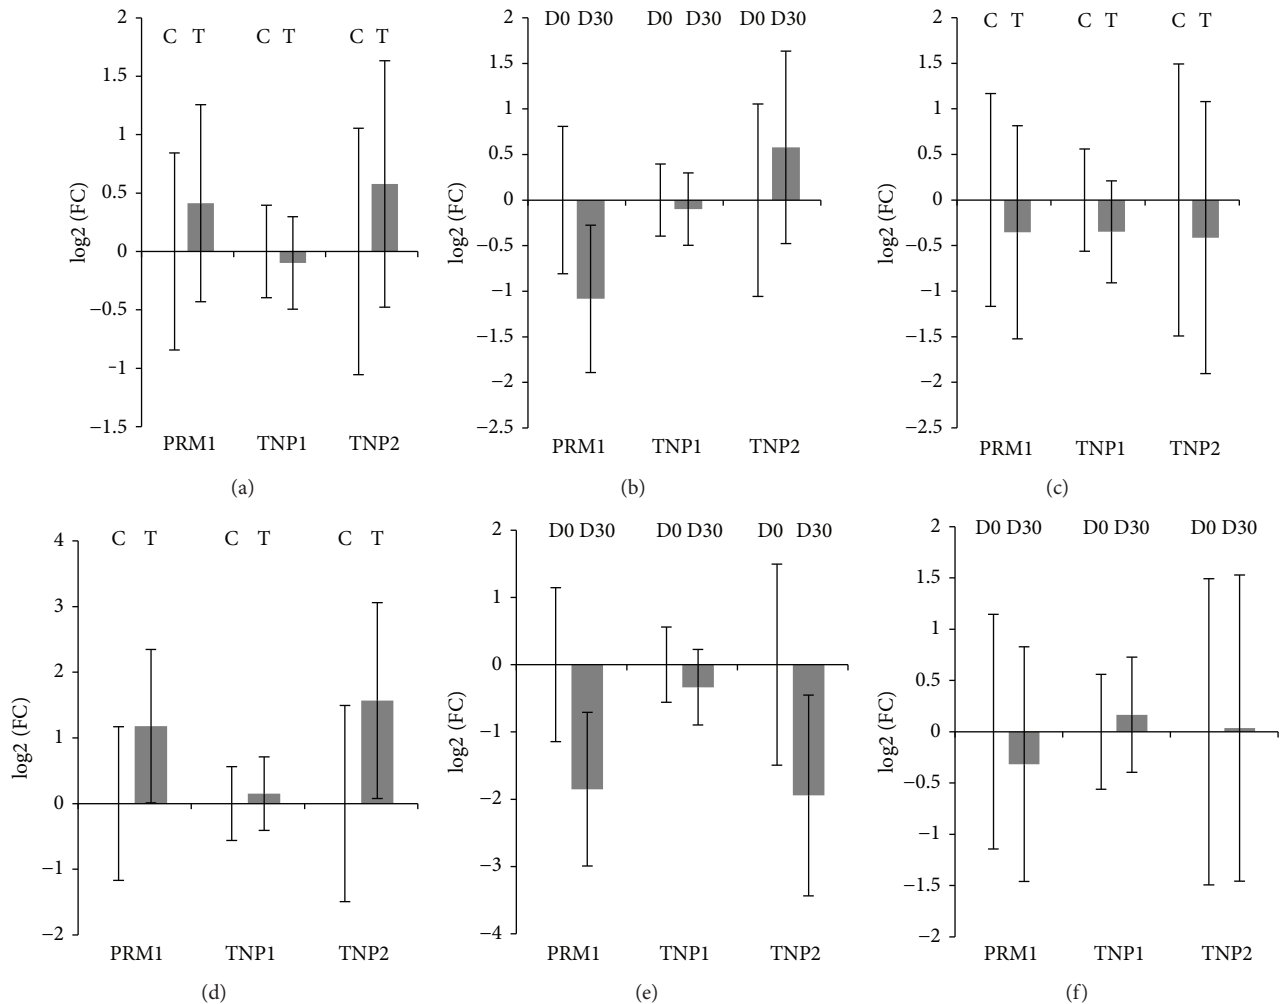 2
1.5
1
0.5
0
−0.5
-1
−1.5
log2 (FC)
C T C T C T
PRM1 TNP1 TNP2
(a)
2
1.5
1
0.5
0
−0.5
−1
−1.5
−2
−2.5
log2 (FC)
D0 D30 D0 D30 D0 D30
PRM1 TNP1 TNP2
(b)
2
1.5
1
0.5
0
−0.5
−1
−1.5
−2
−2.5
log2 (FC)
C T C T C T
PRM1 TNP1 TNP2
(c)
4
3
2
1
0
−1
−2
log2 (FC)
C T C T C T
PRM1 TNP1 TNP2
(d)
2
1
0
−1
−2
−3
−4
log2 (FC)
D0 D30 D0 D30 D0 D30
PRM1 TNP1 TNP2
(e)
2
1.5
1
0.5
0
−0.5
−1
−1.5
−2
log2 (FC)
D0 D30 D0 D30 D0 D30
PRM1 TNP1 TNP2
(f)